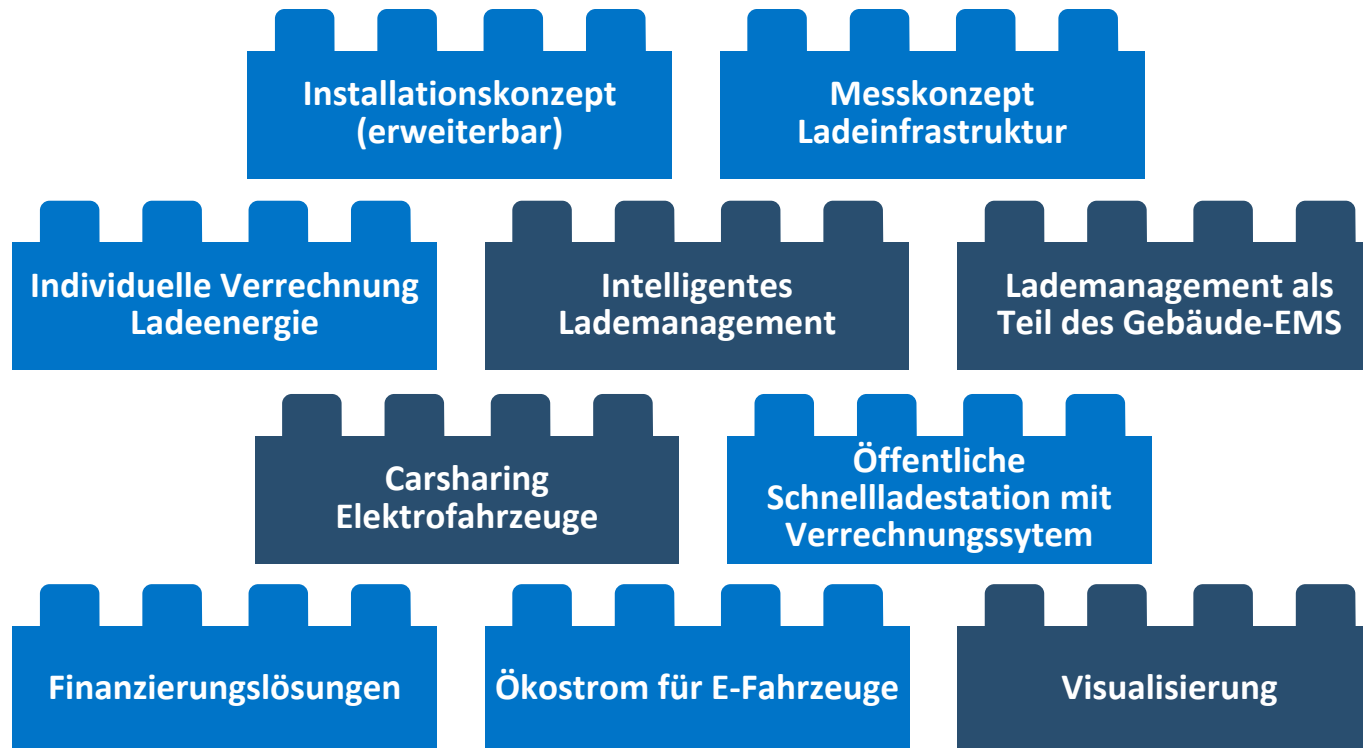 Installationskonzept
(erweiterbar)
Messkonzept
Ladeinfrastruktur
Individuelle Verrechnung
Ladeenergie
Intelligentes
Lademanagement
Lademanagement als
Teil des Gebäude-EMS
Carsharing
Elektrofahrzeuge
Öffentliche
Schnellladestation mit
Verrechnungssytem
Finanzierungslösungen
Ökostrom für E-Fahrzeuge
Visualisierung